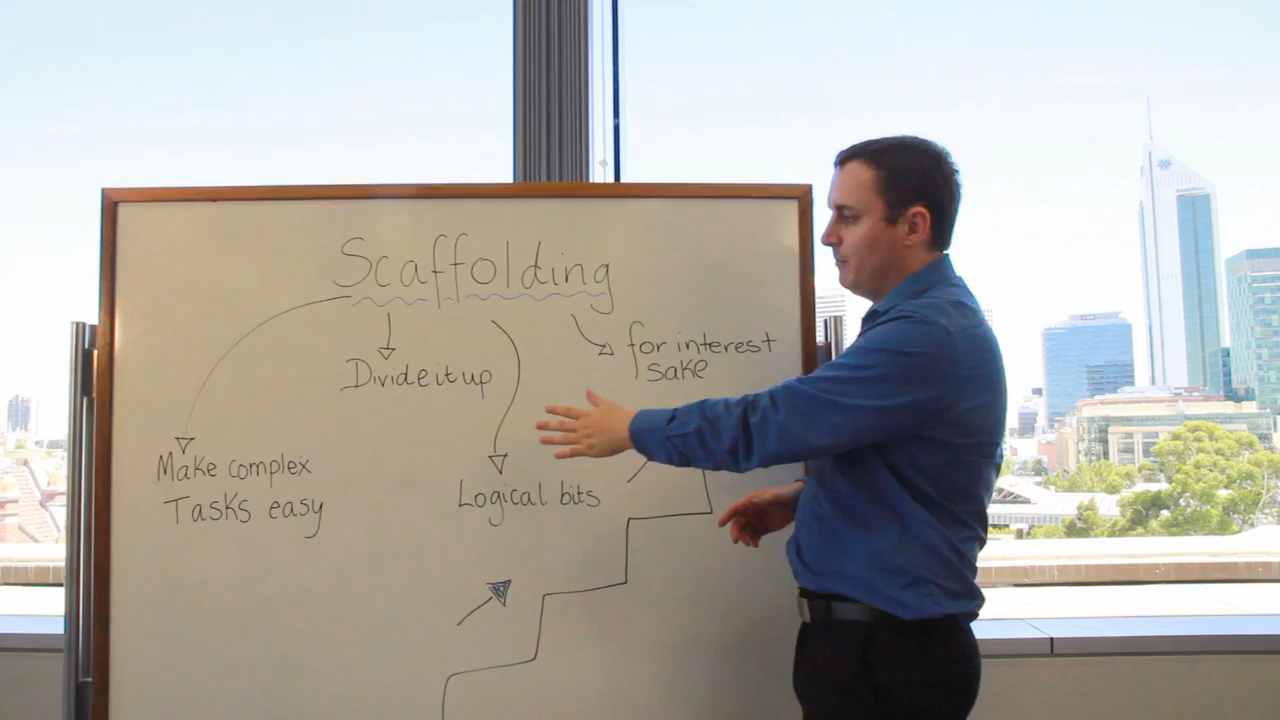 Scaffolding
for interest
sake
Divide it up
Make complex
Tasks easy
Logical bits